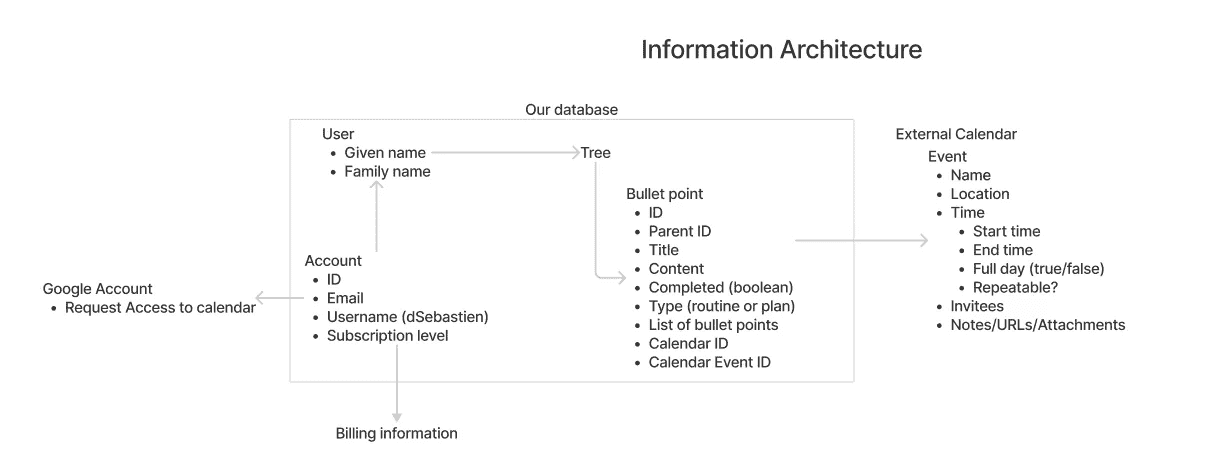 Information Architecture
Our database
User
• Given name
• Family name
Tree
Bullet point
• ID
• Parent ID
• Title
• Content
• Completed (boolean)
• Type (routine or plan)
• List of bullet points
• Calendar ID
• Calendar Event ID
External Calendar
Event
• Name
• Location
• Time
• Start time
• End time
• Full day (true/false)
• Repeatable?
• Invitees
• Notes/URLs/Attachments
Account
• ID
• Email
• Username (dSebastien)
• Subscription level
Google Account
• Request Access to calendar
Billing information